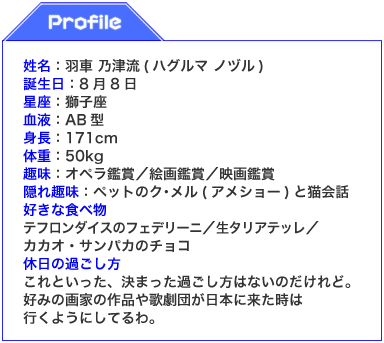 Profile
姓名：羽車 乃津流 ( ハグルマ ノヅル )
誕生日：8 月 8 日
星座：獅子座
血液：AB 型
身長：171cm
体重：50kg
趣味：オペラ鑑賞／絵画鑑賞／映画鑑賞
隠れ趣味：ペットのク・メル ( アメショー ) と猫会話
好きな食べ物
テフロンダイスのフェデリーニ／生タリアテッレ／
カカオ・サンパカのチョコ
休日の過ごし方
これといった、決まった過ごし方はないのだけれど。
好みの画家の作品や歌劇団が日本に来た時は
行くようにしてるわ。